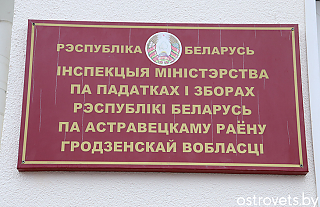 РЭСПУБЛІКА БЕЛАРУСЬ
ІНСПЕКЦЫЯ МІНІСТЭРСТВА
ПА ПАДАТКАХ І ЗБОРАХ
РЭСПУБЛІКІ БЕЛАРУСЬ
ПА АСТРАВЕЦКАМУ РАЁНУ
ГРОДЗЕНСКАЙ ВОБЛАСЦІ
ostrovets.by